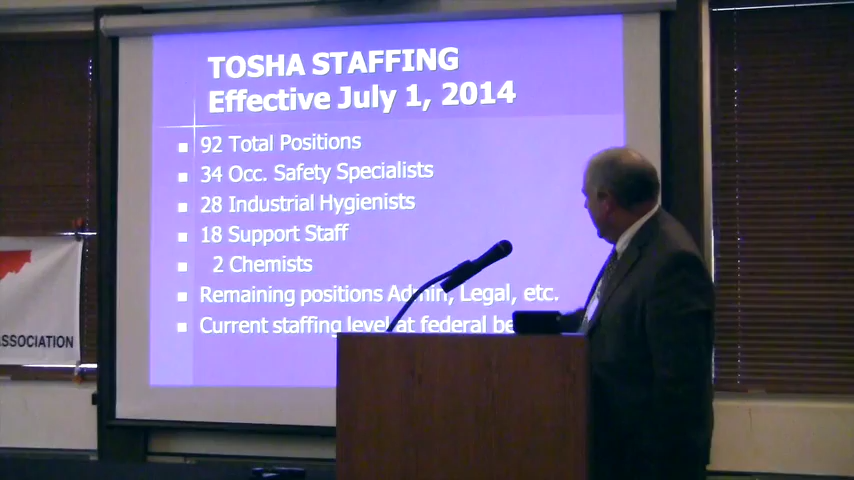 TOSHA STAFFING
Effective July 1, 2014
92 Total Positions
34 Occ. Safety Specialists
28 Industrial Hygienists
18 Support Staff
2 Chemists
Remaining positions Admin, Legal, etc.
Current staffing level at federal
ASSOCIATION